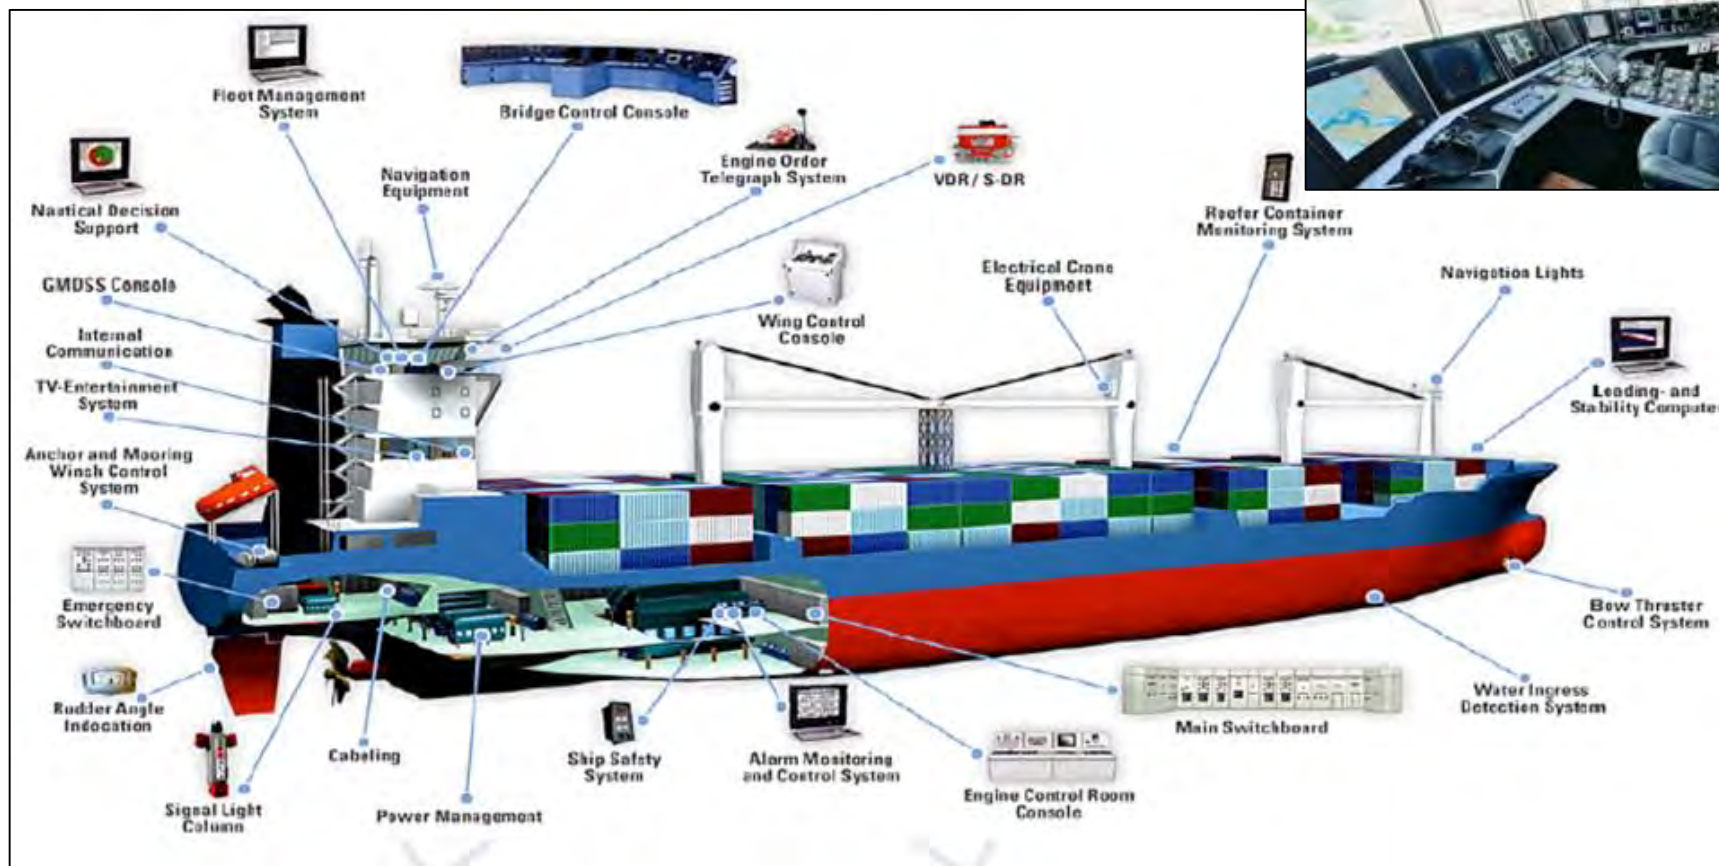 Fleet Management
System
Bridge Control Console
Engine Order
Telegraph System
VDR / S-DR
Navigation
Equipment
Nautical Decision
Support
Reefer Container
Monitoring System
GMDSS Console
Electrical Crane
Equipment
Navigation Lights
Internal
Communication
Wing Control
Console
TV-Entertainment
System
Loading- and
Stability Computer
Anchor and Mooring
Winsh Control
System
Emergency
Switchboard
Bow Thruster
Control System
Rudder Angle
Indocation
Water Ingress
Detection System
Main Switchboard
Cabeling
Ship Safety
System
Alarm Monitoring
and Control System
Engine Control Room
Console
Signal Light
Column
Power Management